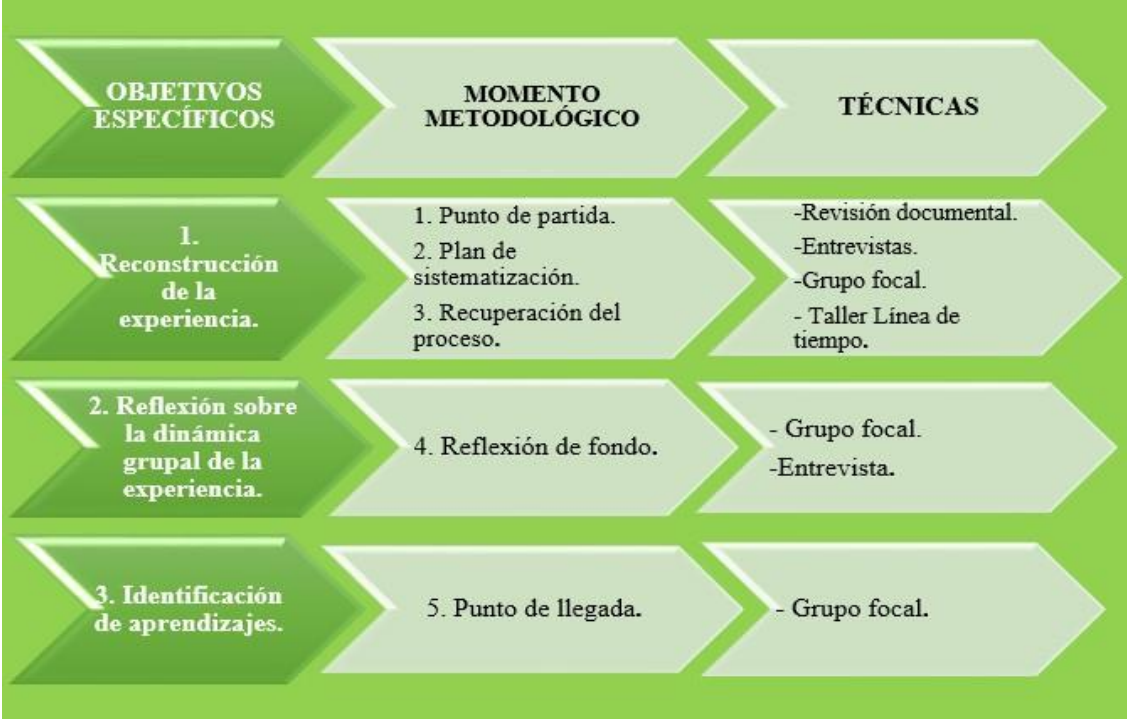 OBJETIVOS
ESPECÍFICOS
MOMENTO
METODOLÓGICO
TÉCNICAS
1.
Reconstrucción
de la
experiencia.
1. Punto de partida.
2. Plan de
sistematización.
3. Recuperación del
proceso.
-Revisión documental.
-Entrevistas.
-Grupo focal.
- Taller Línea de
tiempo.
2. Reflexión sobre
la dinámica
grupal de la
experiencia.
4. Reflexión de fondo.
- Grupo focal.
-Entrevista.
3. Identificación
de aprendizajes.
5. Punto de llegada.
- Grupo focal.